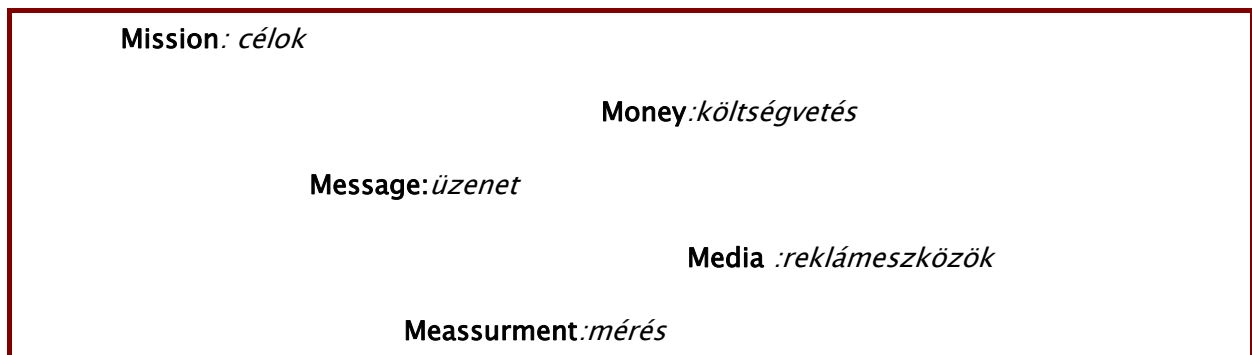 Mission: célok
Money:költségvetés
Message:üzenet
Media :reklámeszközök
Meassurment:mérés